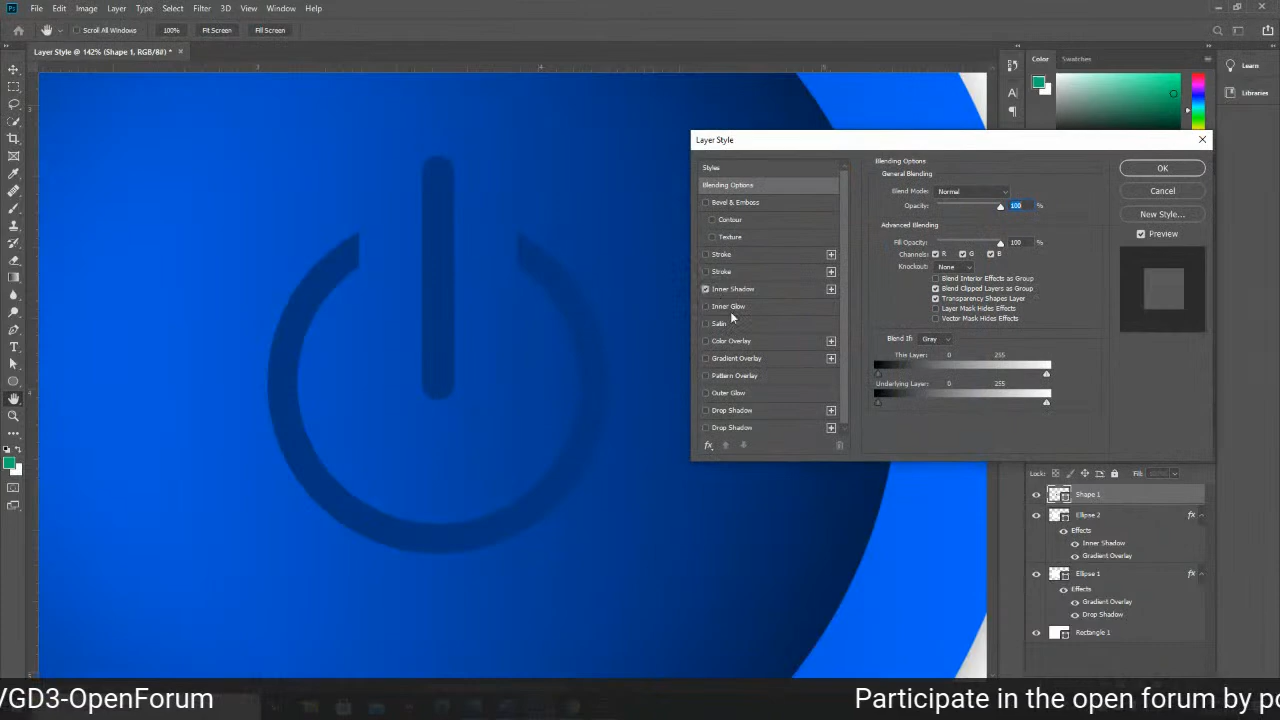 Ps File Edit Image Layer Type Select Filter 3D View Window Help
Scroll All Windows 100% Fit Screen Fill Screen
Layer Style @ 142% (Shape 1, RGB/8#) * ×
Color Swatches
Learn
Libraries
Layer Style
Styles
Blending Options
Bevel & Emboss
Contour
Texture
Stroke
Stroke
Inner Shadow
Inner Glow
Satin
Color Overlay
Gradient Overlay
Pattern Overlay
Outer Glow
Drop Shadow
Drop Shadow
fx
Blending Options
General Blending
Blend Mode: Normal
Opacity: 100 %
Advanced Blending
Fill Opacity: 100 %
Channels: R G B
Knockout: None
Blend Interior Effects as Group
Blend Clipped Layers as Group
Transparency Shapes Layer
Layer Mask Hides Effects
Vector Mask Hides Effects
Blend If: Gray
This Layer: 0 255
Underlying Layer: 0 255
OK
Cancel
New Style...
Preview
Lock: Fill:
Shape 1
Ellipse 2 fx
Effects
Inner Shadow
Gradient Overlay
Ellipse 1 fx
Effects
Gradient Overlay
Drop Shadow
Rectangle 1
/GD3-OpenForum Participate in the open forum by po